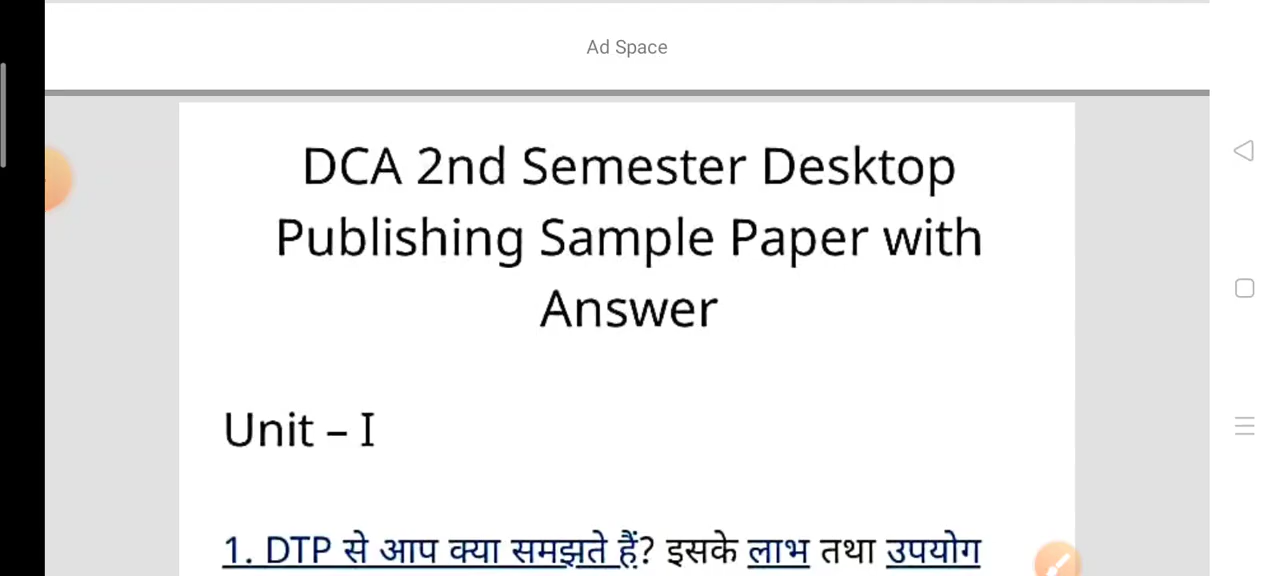 Ad Space
DCA 2nd Semester Desktop
Publishing Sample Paper with
Answer
Unit – I
1. DTP से आप क्या समझते हैं? इसके लाभ तथा उपयोग